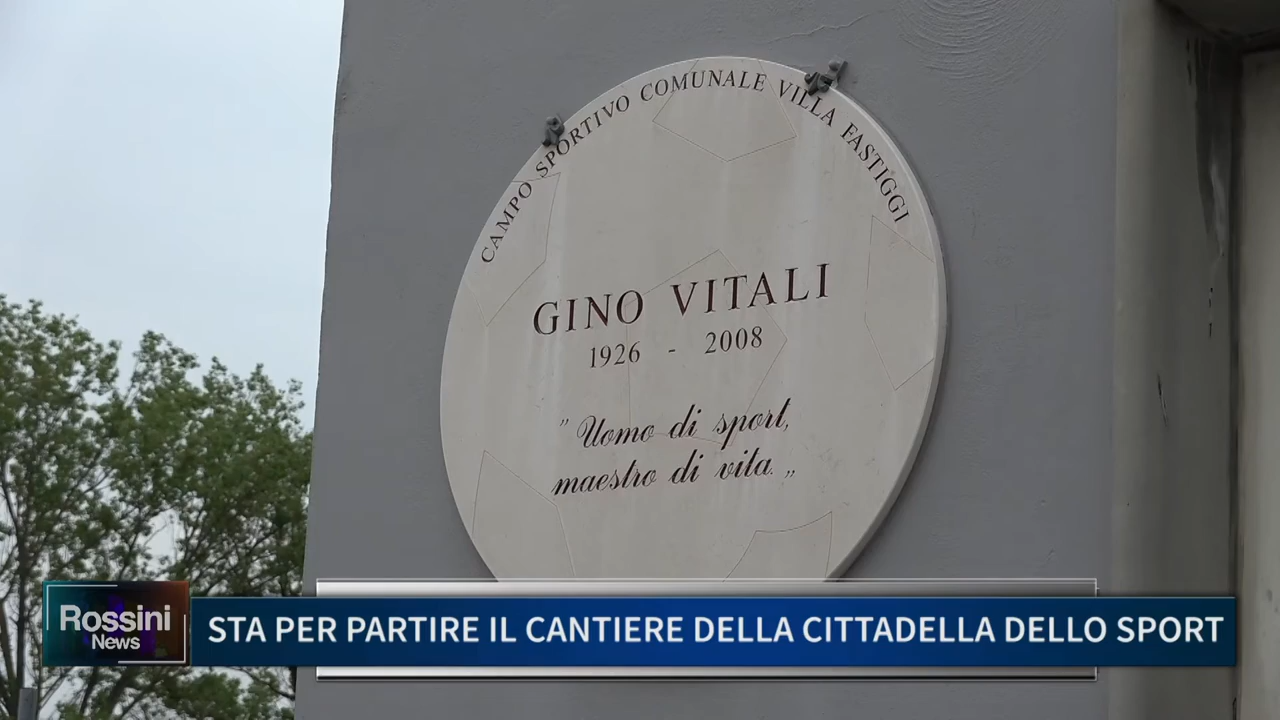 CAMPO SPORTIVO COMUNALE VILLA FASTIGGI
GINO VITALI
1926 - 2008
" Uomo di sport,
maestro di vita. „
Rossini
News
STA PER PARTIRE IL CANTIERE DELLA CITTADELLA DELLO SPORT